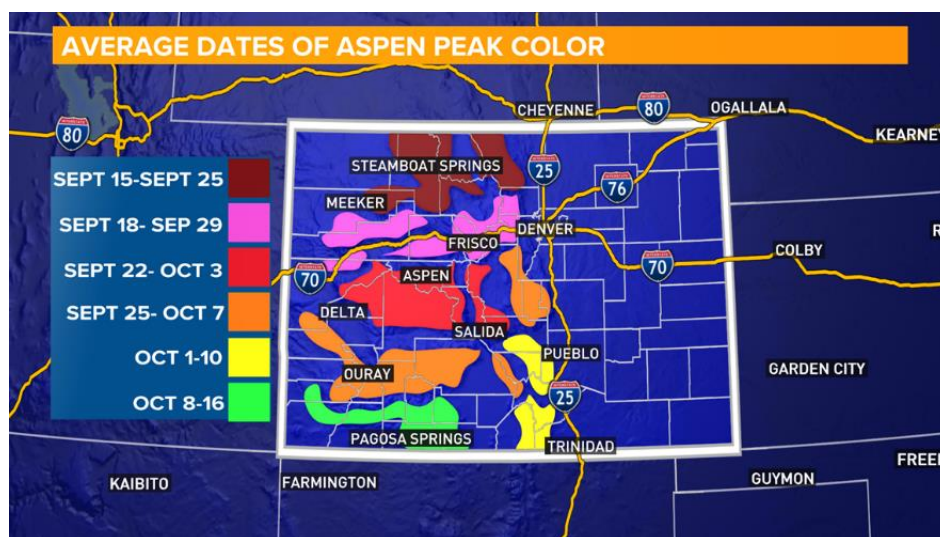 AVERAGE DATES OF ASPEN PEAK COLOR
CHEYENNE
80
OGALLALA
80
KEARNEY
SEPT 15-SEPT 25
STEAMBOAT SPRINGS
25
76
SEPT 18- SEP 29
MEEKER
FRISCO
DENVER
SEPT 22- OCT 3
70
ASPEN
70
COLBY
SEPT 25- OCT 7
DELTA
SALIDA
OCT 1-10
OURAY
PUEBLO
GARDEN CITY
OCT 8-16
25
PAGOSA SPRINGS
TRINIDAD
KAIBITO
FARMINGTON
GUYMON
FREE